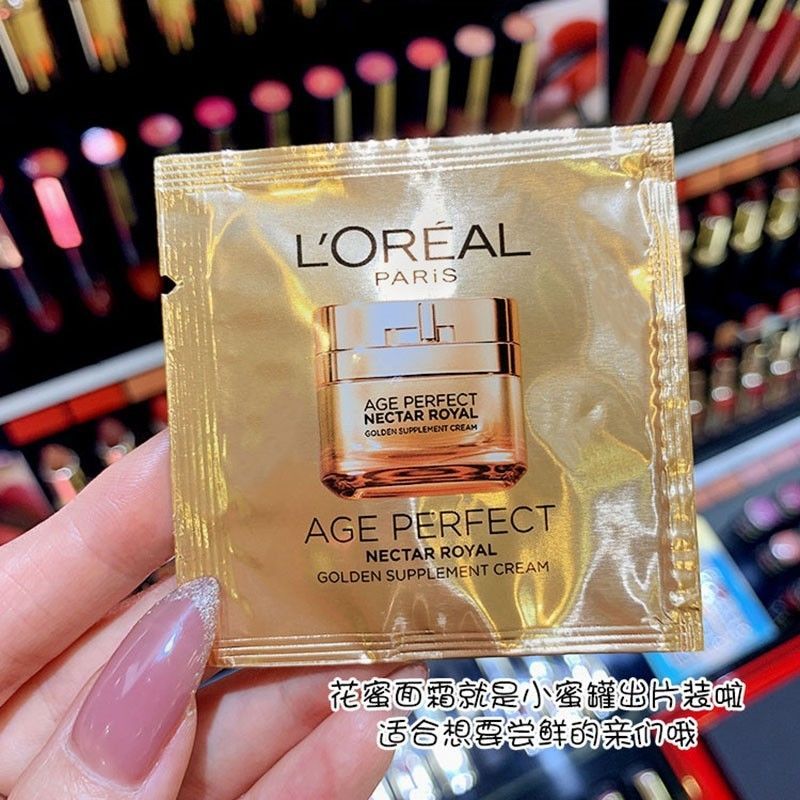 L'ORÉAL
PARiS
AGE PERFECT
NECTAR ROYAL
GOLDEN SUPPLEMENT CREAM
AGE PERFECT
NECTAR ROYAL
GOLDEN SUPPLEMENT CREAM
花蜜面霜就是小蜜罐出片装啦
适合想要尝鲜的亲们哦